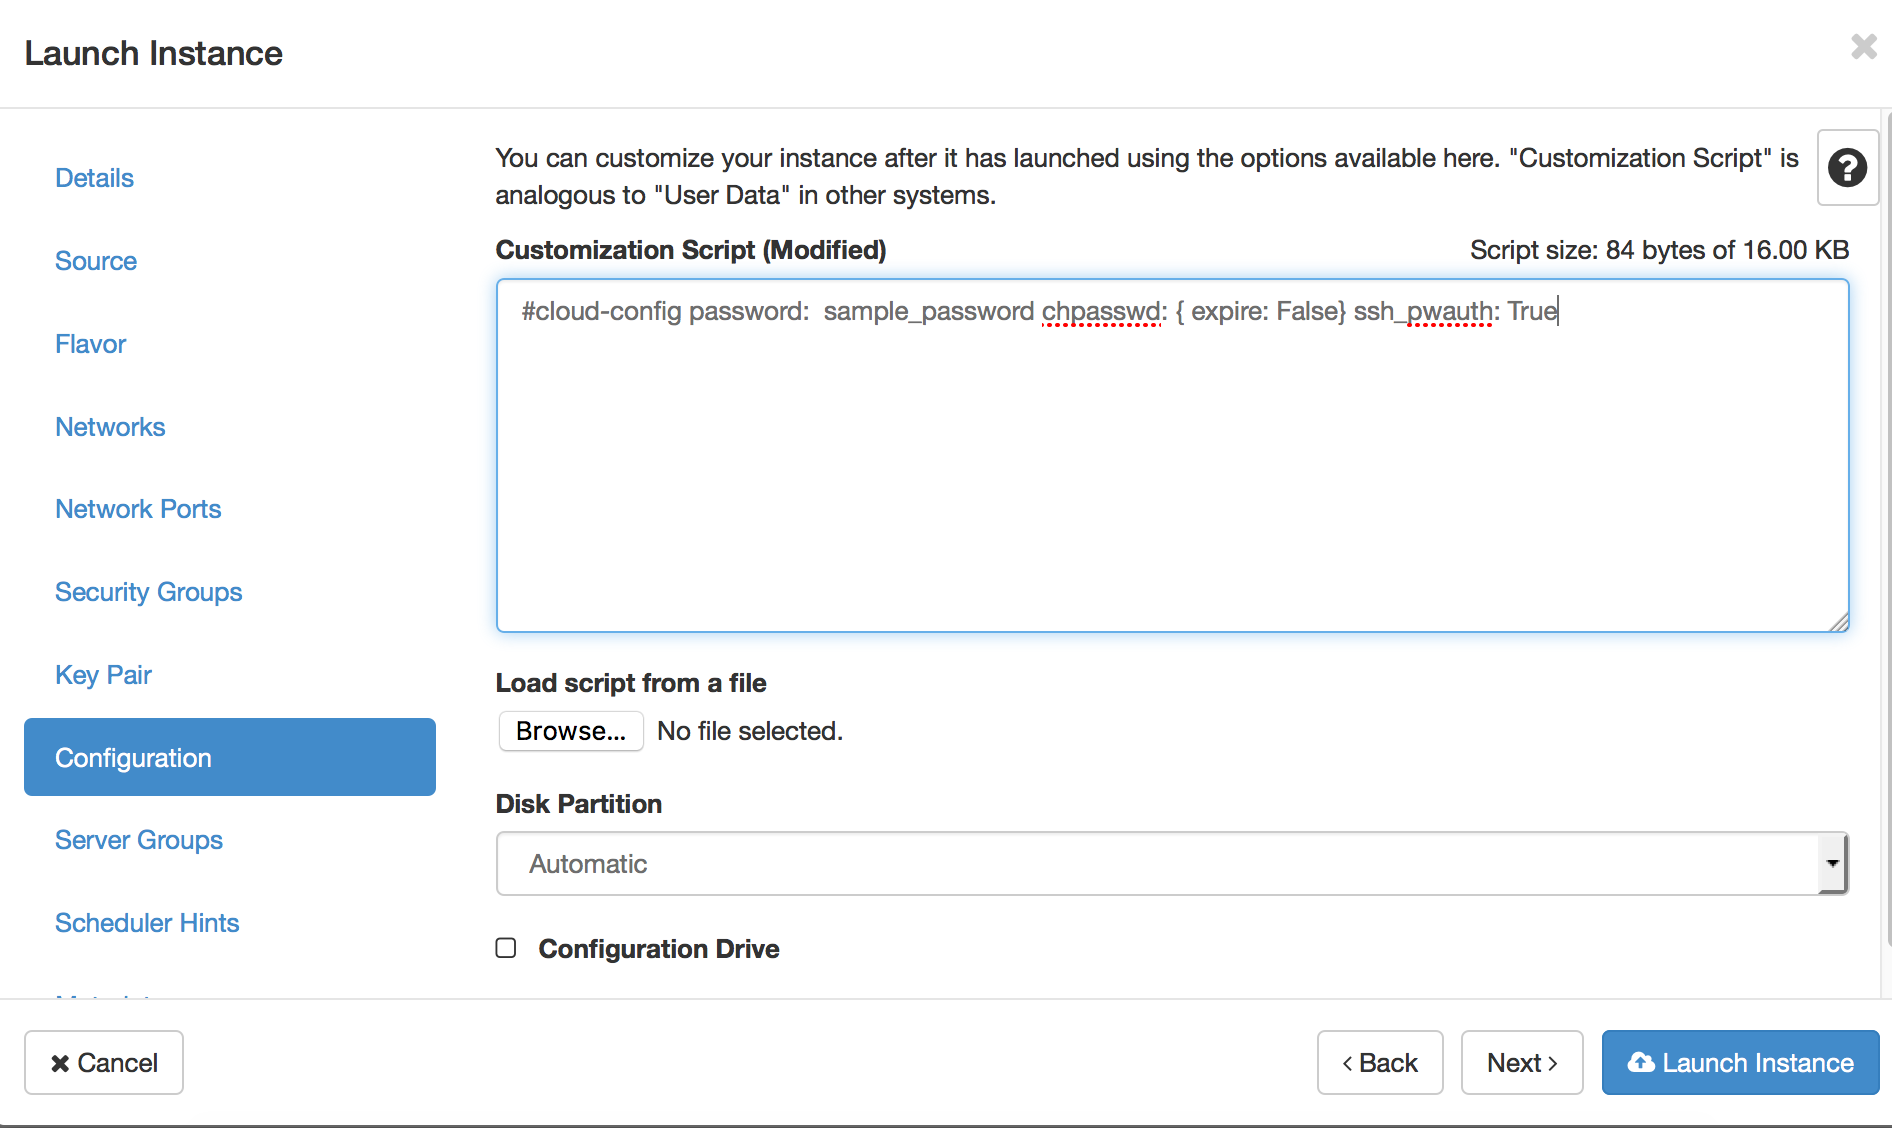 Launch Instance
Details
Source
Flavor
Networks
Network Ports
Security Groups
Key Pair
Configuration
Server Groups
Scheduler Hints
You can customize your instance after it has launched using the options available here. "Customization Script" is
analogous to "User Data" in other systems.
Customization Script (Modified)
Script size: 84 bytes of 16.00 KB
#cloud-config password:  sample_password chpasswd: { expire: False} ssh_pwauth: True
Load script from a file
Browse... No file selected.
Disk Partition
Automatic
Configuration Drive
Cancel
Back
Next
Launch Instance